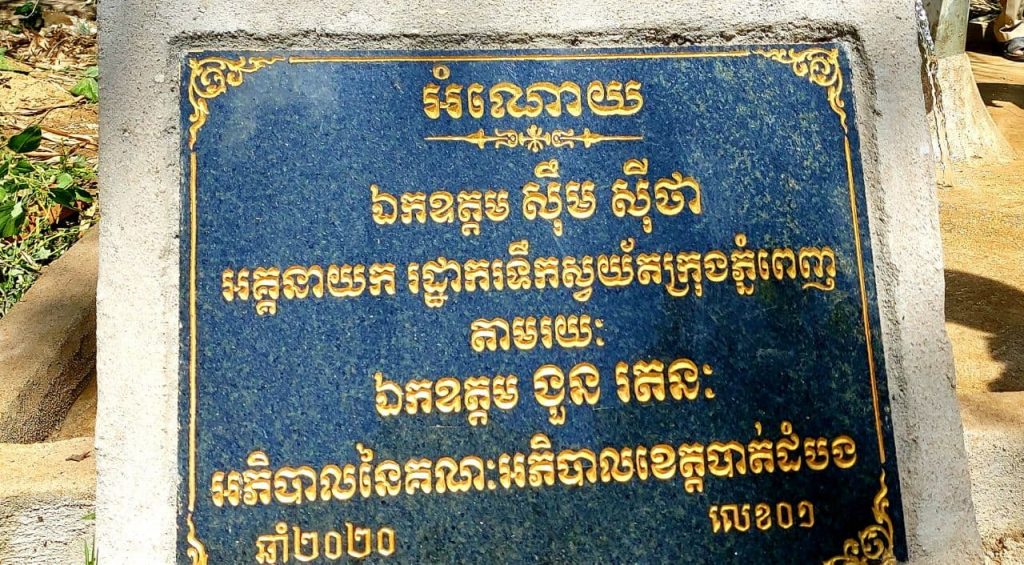 អំណោយ
ឯកឧត្តម ស៊ឹម ស៊ីថា
អគ្គនាយក រដ្ឋាករទឹកស្វយ័តក្រុងភ្នំពេញ
តាមរយៈ
ឯកឧត្តម ងួន រតនៈ
អភិបាលនៃគណៈអភិបាលខេត្តបាត់ដំបង
ឆ្នាំ២០២០ លេខ០១